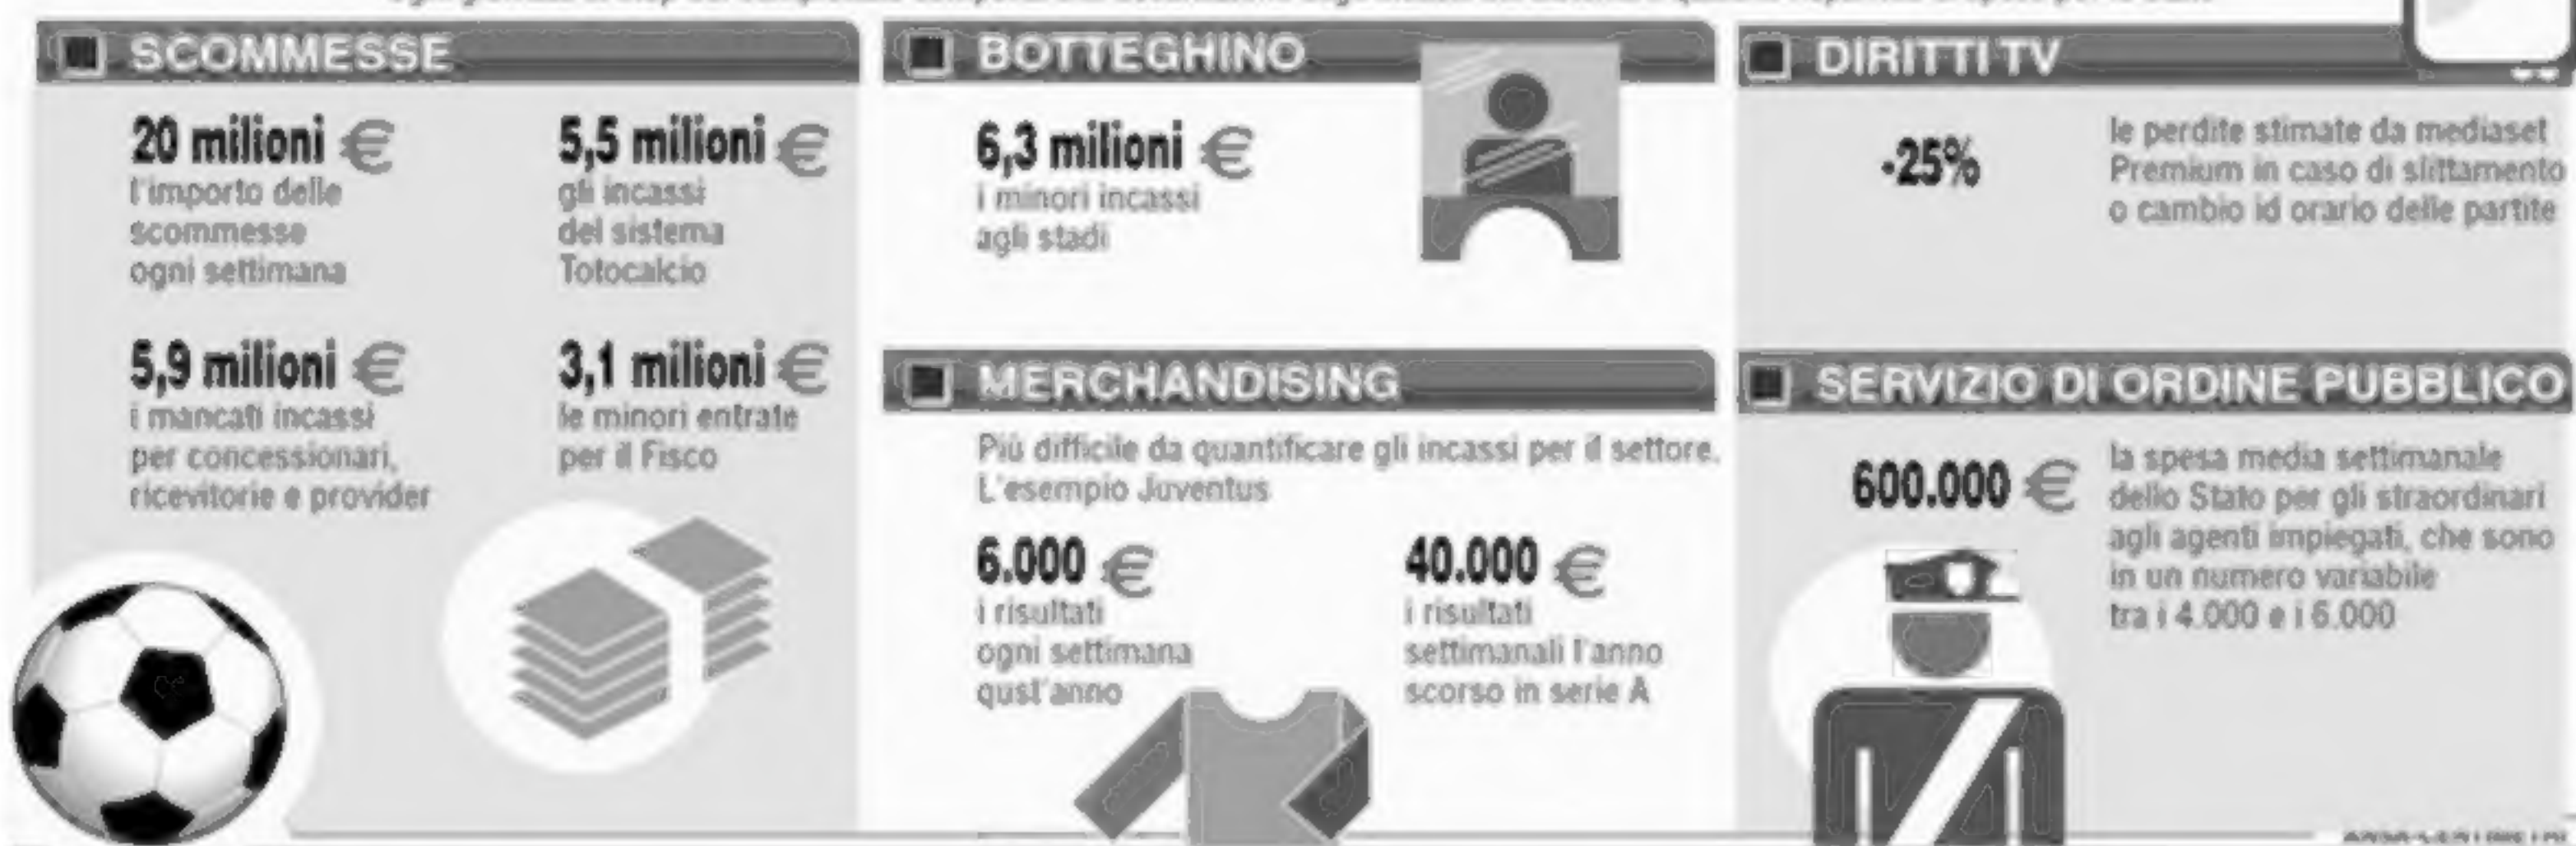 SCOMMESSE
20 milioni €
l'importo delle
scommesse
ogni settimana
5,5 milioni €
gli incassi
del sistema
Totocalcio
5,9 milioni €
i mancati incassi
per concessionari,
ricevitorie e provider
3,1 milioni €
le minori entrate
per il Fisco
BOTTEGHINO
6,3 milioni €
i minori incassi
agli stadi
MERCHANDISING
Più difficile da quantificare gli incassi per il settore.
L'esempio Juventus
6.000 €
i risultati
ogni settimana
qust'anno
40.000 €
i risultati
settimanali l'anno
scorso in serie A
DIRITTI TV
-25%
le perdite stimate da mediaset
Premium in caso di slittamento
o cambio id orario delle partite
SERVIZIO DI ORDINE PUBBLICO
600.000 €
la spesa media settimanale
dello Stato per gli straordinari
agli agenti impiegati, che sono
in un numero variabile
tra i 4.000 e i 6.000